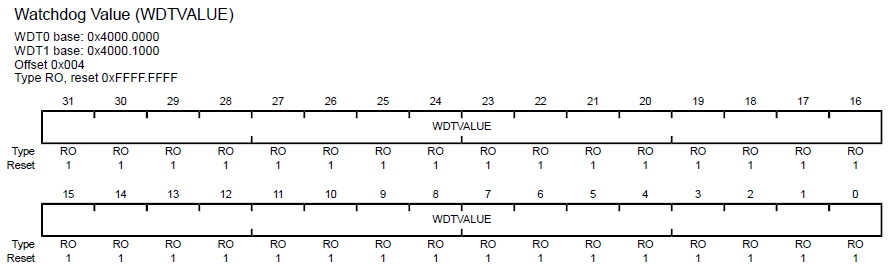 Watchdog Value (WDTVALUE)
WDT0 base: 0x4000.0000
WDT1 base: 0x4000.1000
Offset 0x004
Type RO, reset 0xFFFF.FFFF
31 30 29 28 27 26 25 24 23 22 21 20 19 18 17 16
WDTVALUE
Type RO RO RO RO RO RO RO RO RO RO RO RO RO RO RO RO
Reset 1 1 1 1 1 1 1 1 1 1 1 1 1 1 1 1
15 14 13 12 11 10 9 8 7 6 5 4 3 2 1 0
WDTVALUE
Type RO RO RO RO RO RO RO RO RO RO RO RO RO RO RO RO
Reset 1 1 1 1 1 1 1 1 1 1 1 1 1 1 1 1